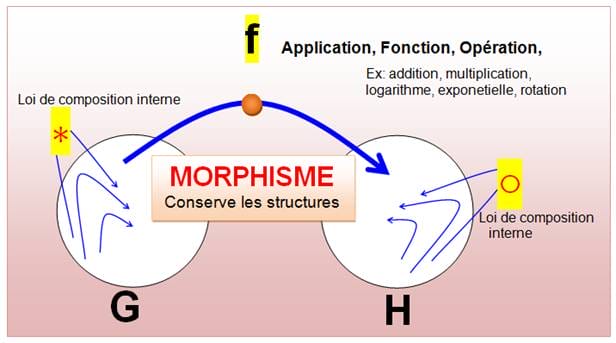 f
Application, Fonction, Opération,
Ex: addition, multiplication,
logarithme, exponetielle, rotation
Loi de composition interne
*
MORPHISME
Conserve les structures
○
Loi de composition
interne
G
H